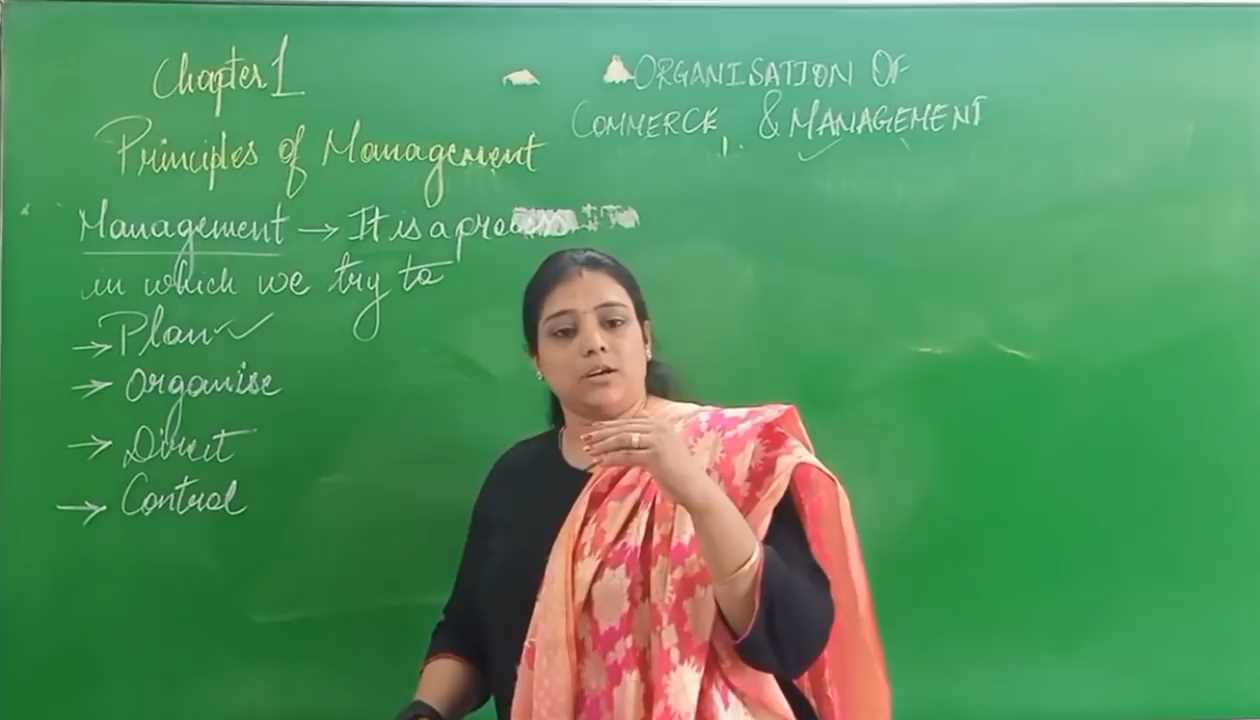 Chapter 1
Principles of Management
ORGANISATION OF
COMMERCE & MANAGEMENT
Management → It is a process
in which we try to
→ Plan ✓
→ Organise
→ Direct
→ Control